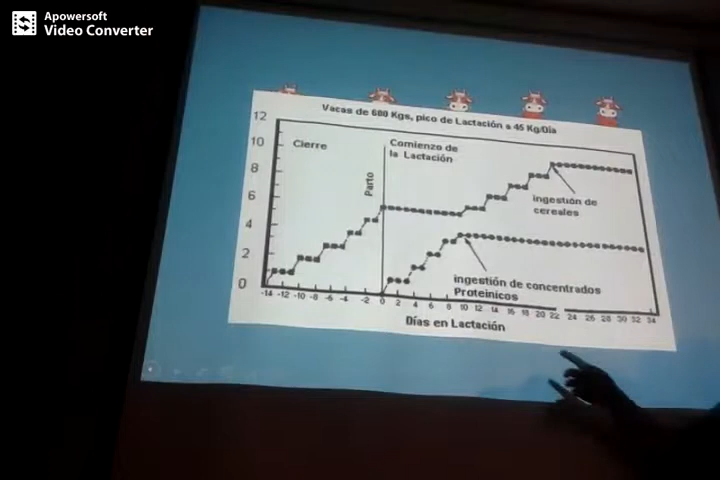 Apowersoft
Video Converter
Vacas de 680 Kgs, pico de Lactación a 45 Kg/Dia
12
10
8
6
4
2
0
Cierre
Comienzo de
la Lactación
Parto
ingestión de
cereales
ingestión de concentrados
Proteinicos
-14 -12 -10 -8 -6 -4 -2 0 2 4 6 8 10 12 14 16 18 20 22 24 26 28 30 32 34
Días en Lactación